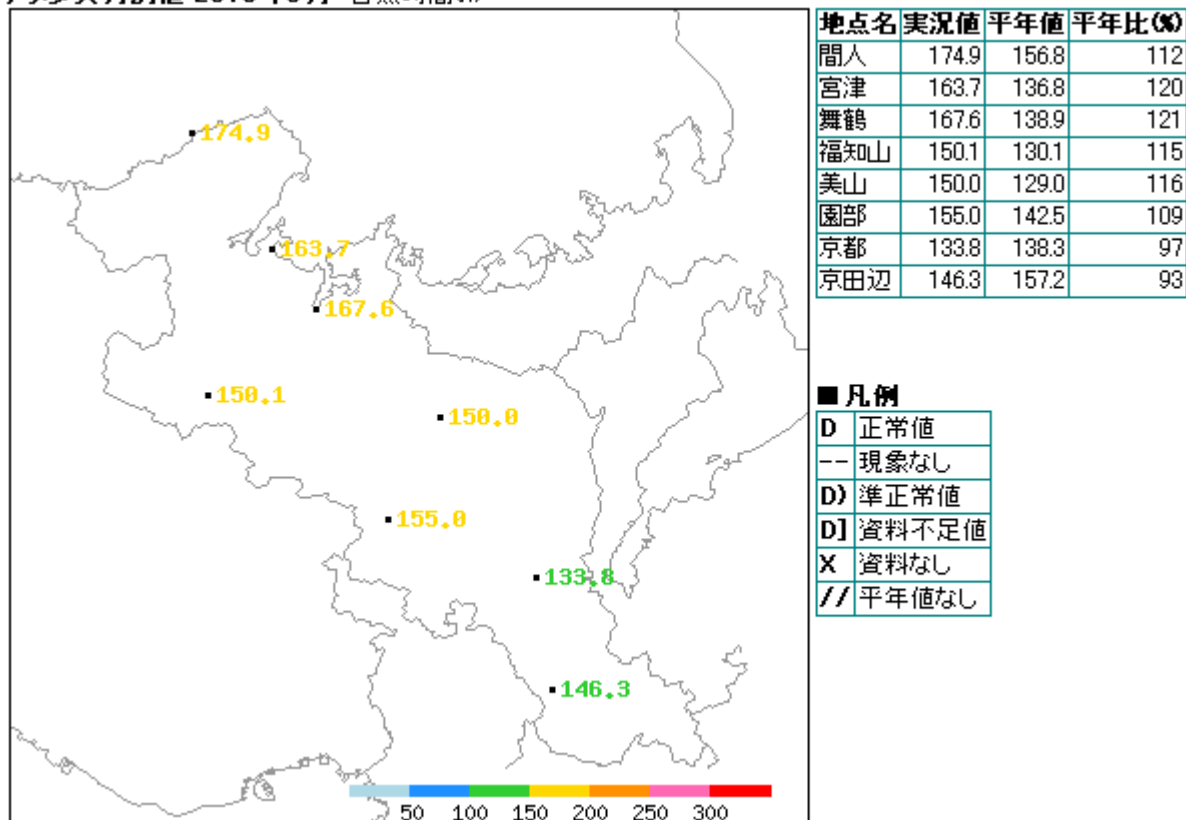 地点名 実況値 平年値 平年比(%)
間人 174.9 156.8 112
宮津 163.7 136.8 120
舞鶴 167.6 138.9 121
福知山 150.1 130.1 115
美山 150.0 129.0 116
園部 155.0 142.5 109
京都 133.8 138.3 97
京田辺 146.3 157.2 93
174.9
163.7
167.6
150.1
150.0
155.0
133.8
146.3
■ 凡例
D 正常値
-- 現象なし
D) 準正常値
D] 資料不足値
X 資料なし
// 平年値なし
50 100 150 200 250 300